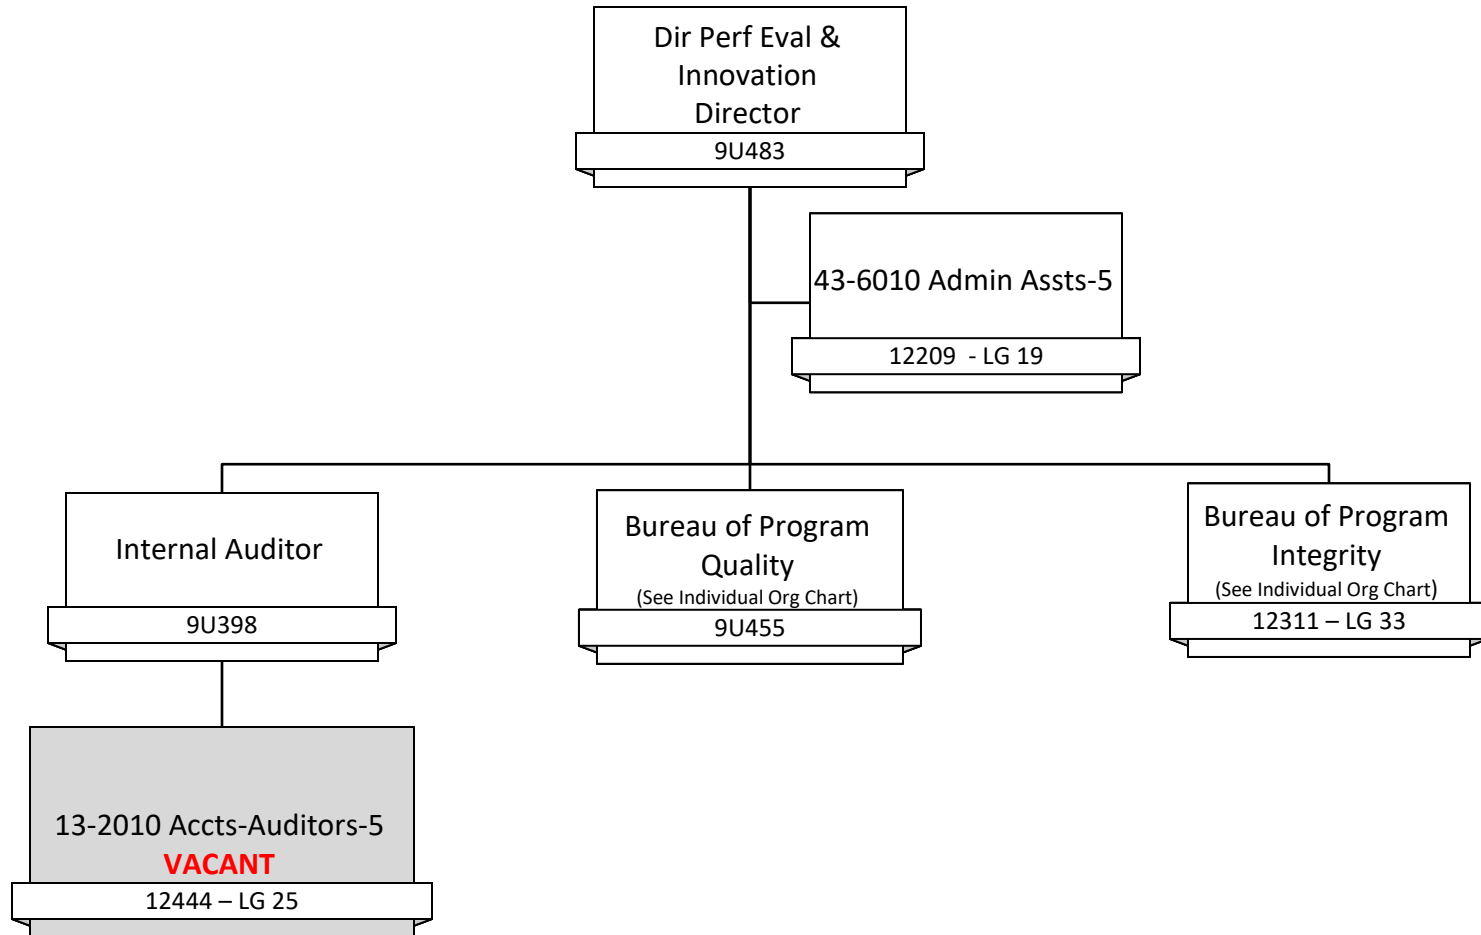 Dir Perf Eval &
Innovation
Director
9U483
43-6010 Admin Assts-5
12209  - LG 19
Internal Auditor
9U398
Bureau of Program
Quality
(See Individual Org Chart)
9U455
Bureau of Program
Integrity
(See Individual Org Chart)
12311 – LG 33
13-2010 Accts-Auditors-5
VACANT
12444 – LG 25